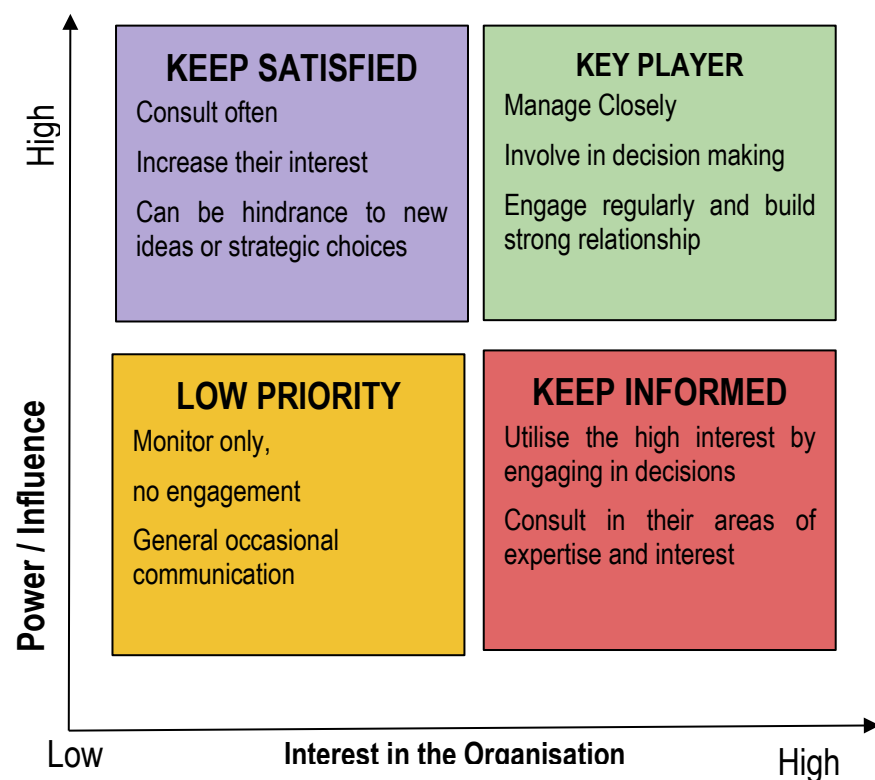 High
Power / Influence
KEEP SATISFIED
Consult often
Increase their interest
Can be hindrance to new
ideas or strategic choices
KEY PLAYER
Manage Closely
Involve in decision making
Engage regularly and build
strong relationship
LOW PRIORITY
Monitor only,
no engagement
General occasional
communication
KEEP INFORMED
Utilise the high interest by
engaging in decisions
Consult in their areas of
expertise and interest
Low
Interest in the Organisation
High